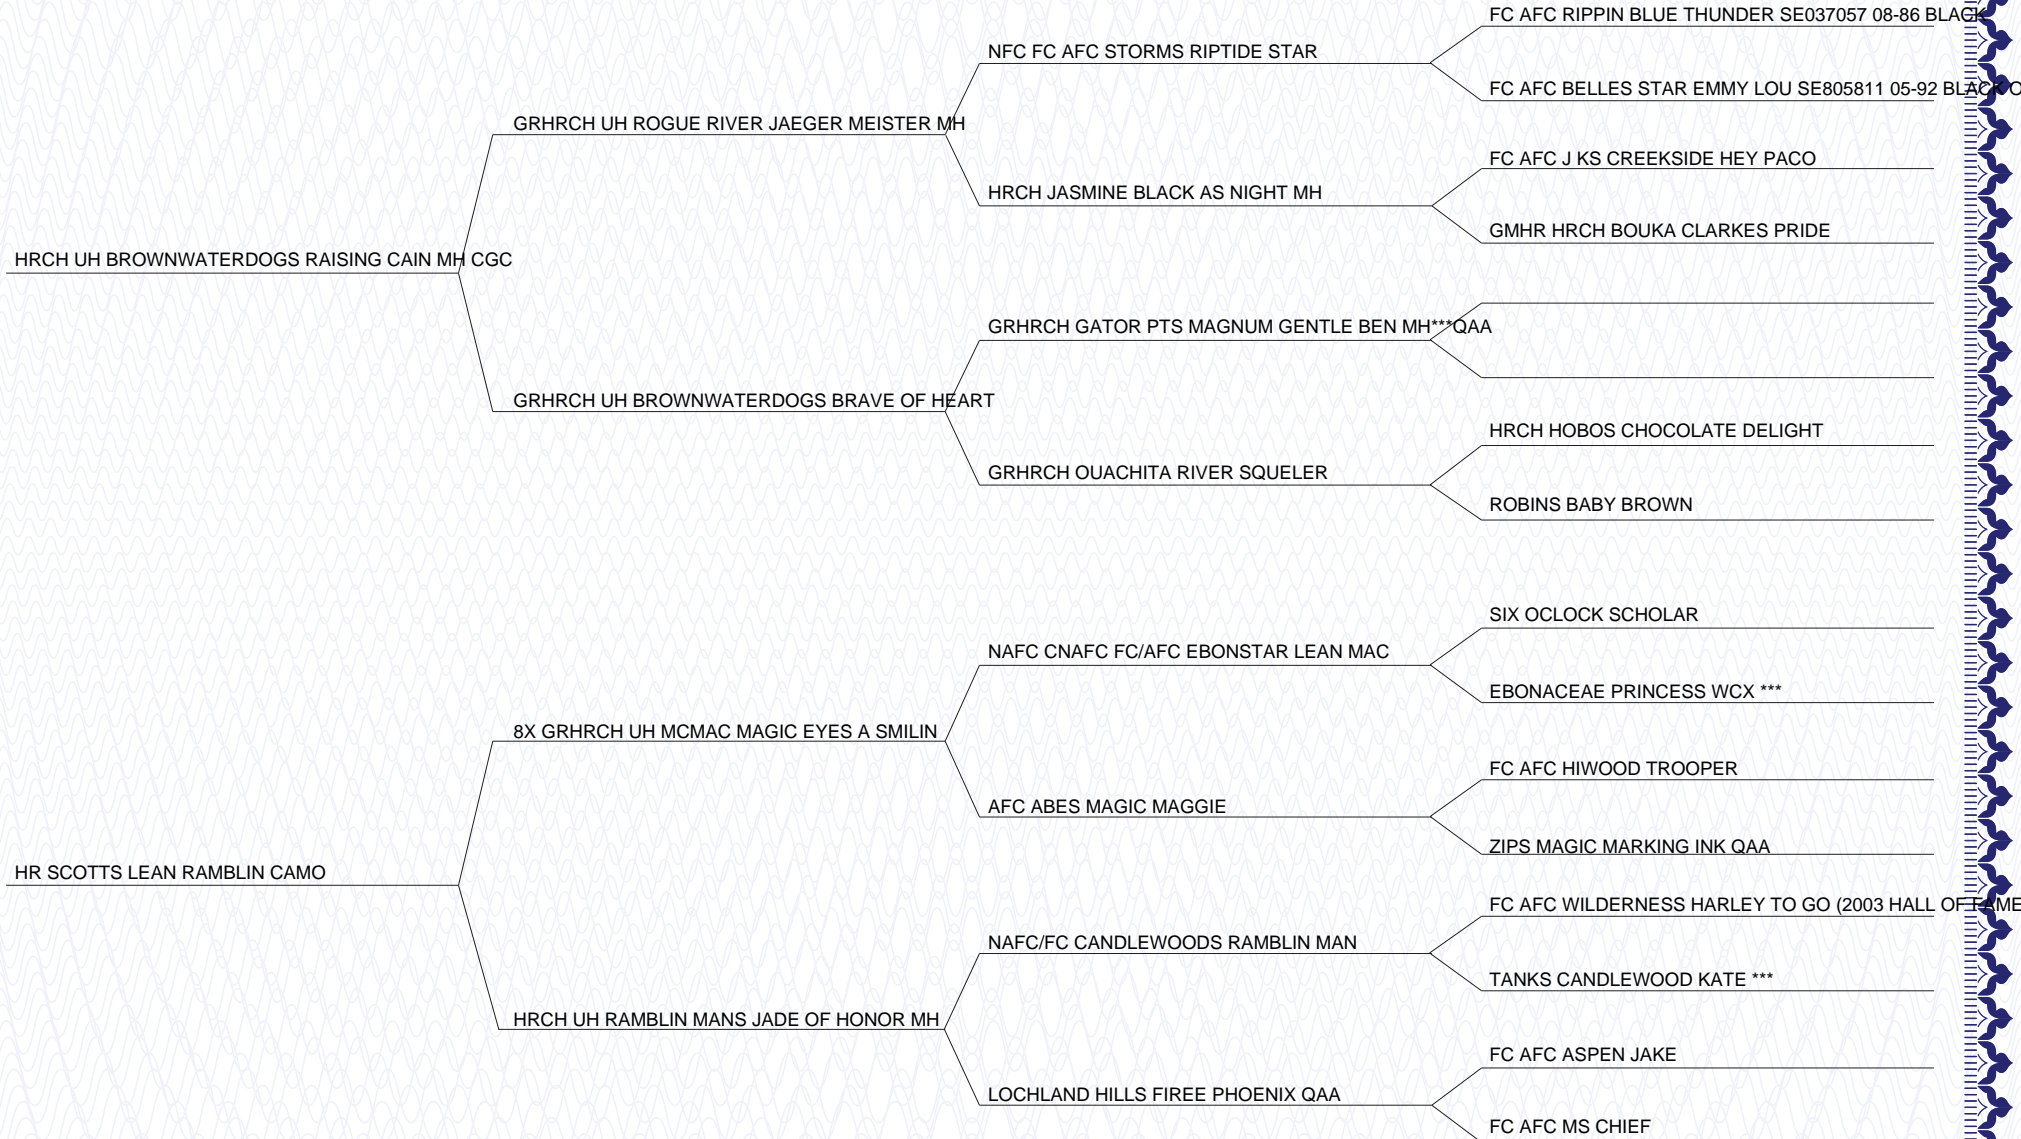 FC AFC RIPPIN BLUE THUNDER SE037057 08-86 BLACK
NFC FC AFC STORMS RIPTIDE STAR
FC AFC BELLES STAR EMMY LOU SE805811 05-92 BLACK O
GRHRCH UH ROGUE RIVER JAEGER MEISTER MH
FC AFC J KS CREEKSIDE HEY PACO
HRCH JASMINE BLACK AS NIGHT MH
GMHR HRCH BOUKA CLARKES PRIDE
HRCH UH BROWNWATERDOGS RAISING CAIN MH CGC
GRHRCH GATOR PTS MAGNUM GENTLE BEN MH***QAA
GRHRCH UH BROWNWATERDOGS BRAVE OF HEART
HRCH HOBOS CHOCOLATE DELIGHT
GRHRCH OUACHITA RIVER SQUELER
ROBINS BABY BROWN
SIX OCLOCK SCHOLAR
NAFC CNAFC FC/AFC EBONSTAR LEAN MAC
EBONACEAE PRINCESS WCX ***
8X GRHRCH UH MCMAC MAGIC EYES A SMILIN
FC AFC HIWOOD TROOPER
AFC ABES MAGIC MAGGIE
ZIPS MAGIC MARKING INK QAA
HR SCOTTS LEAN RAMBLIN CAMO
FC AFC WILDERNESS HARLEY TO GO (2003 HALL OF FAME
NAFC/FC CANDLEWOODS RAMBLIN MAN
TANKS CANDLEWOOD KATE ***
HRCH UH RAMBLIN MANS JADE OF HONOR MH
FC AFC ASPEN JAKE
LOCHLAND HILLS FIREE PHOENIX QAA
FC AFC MS CHIEF